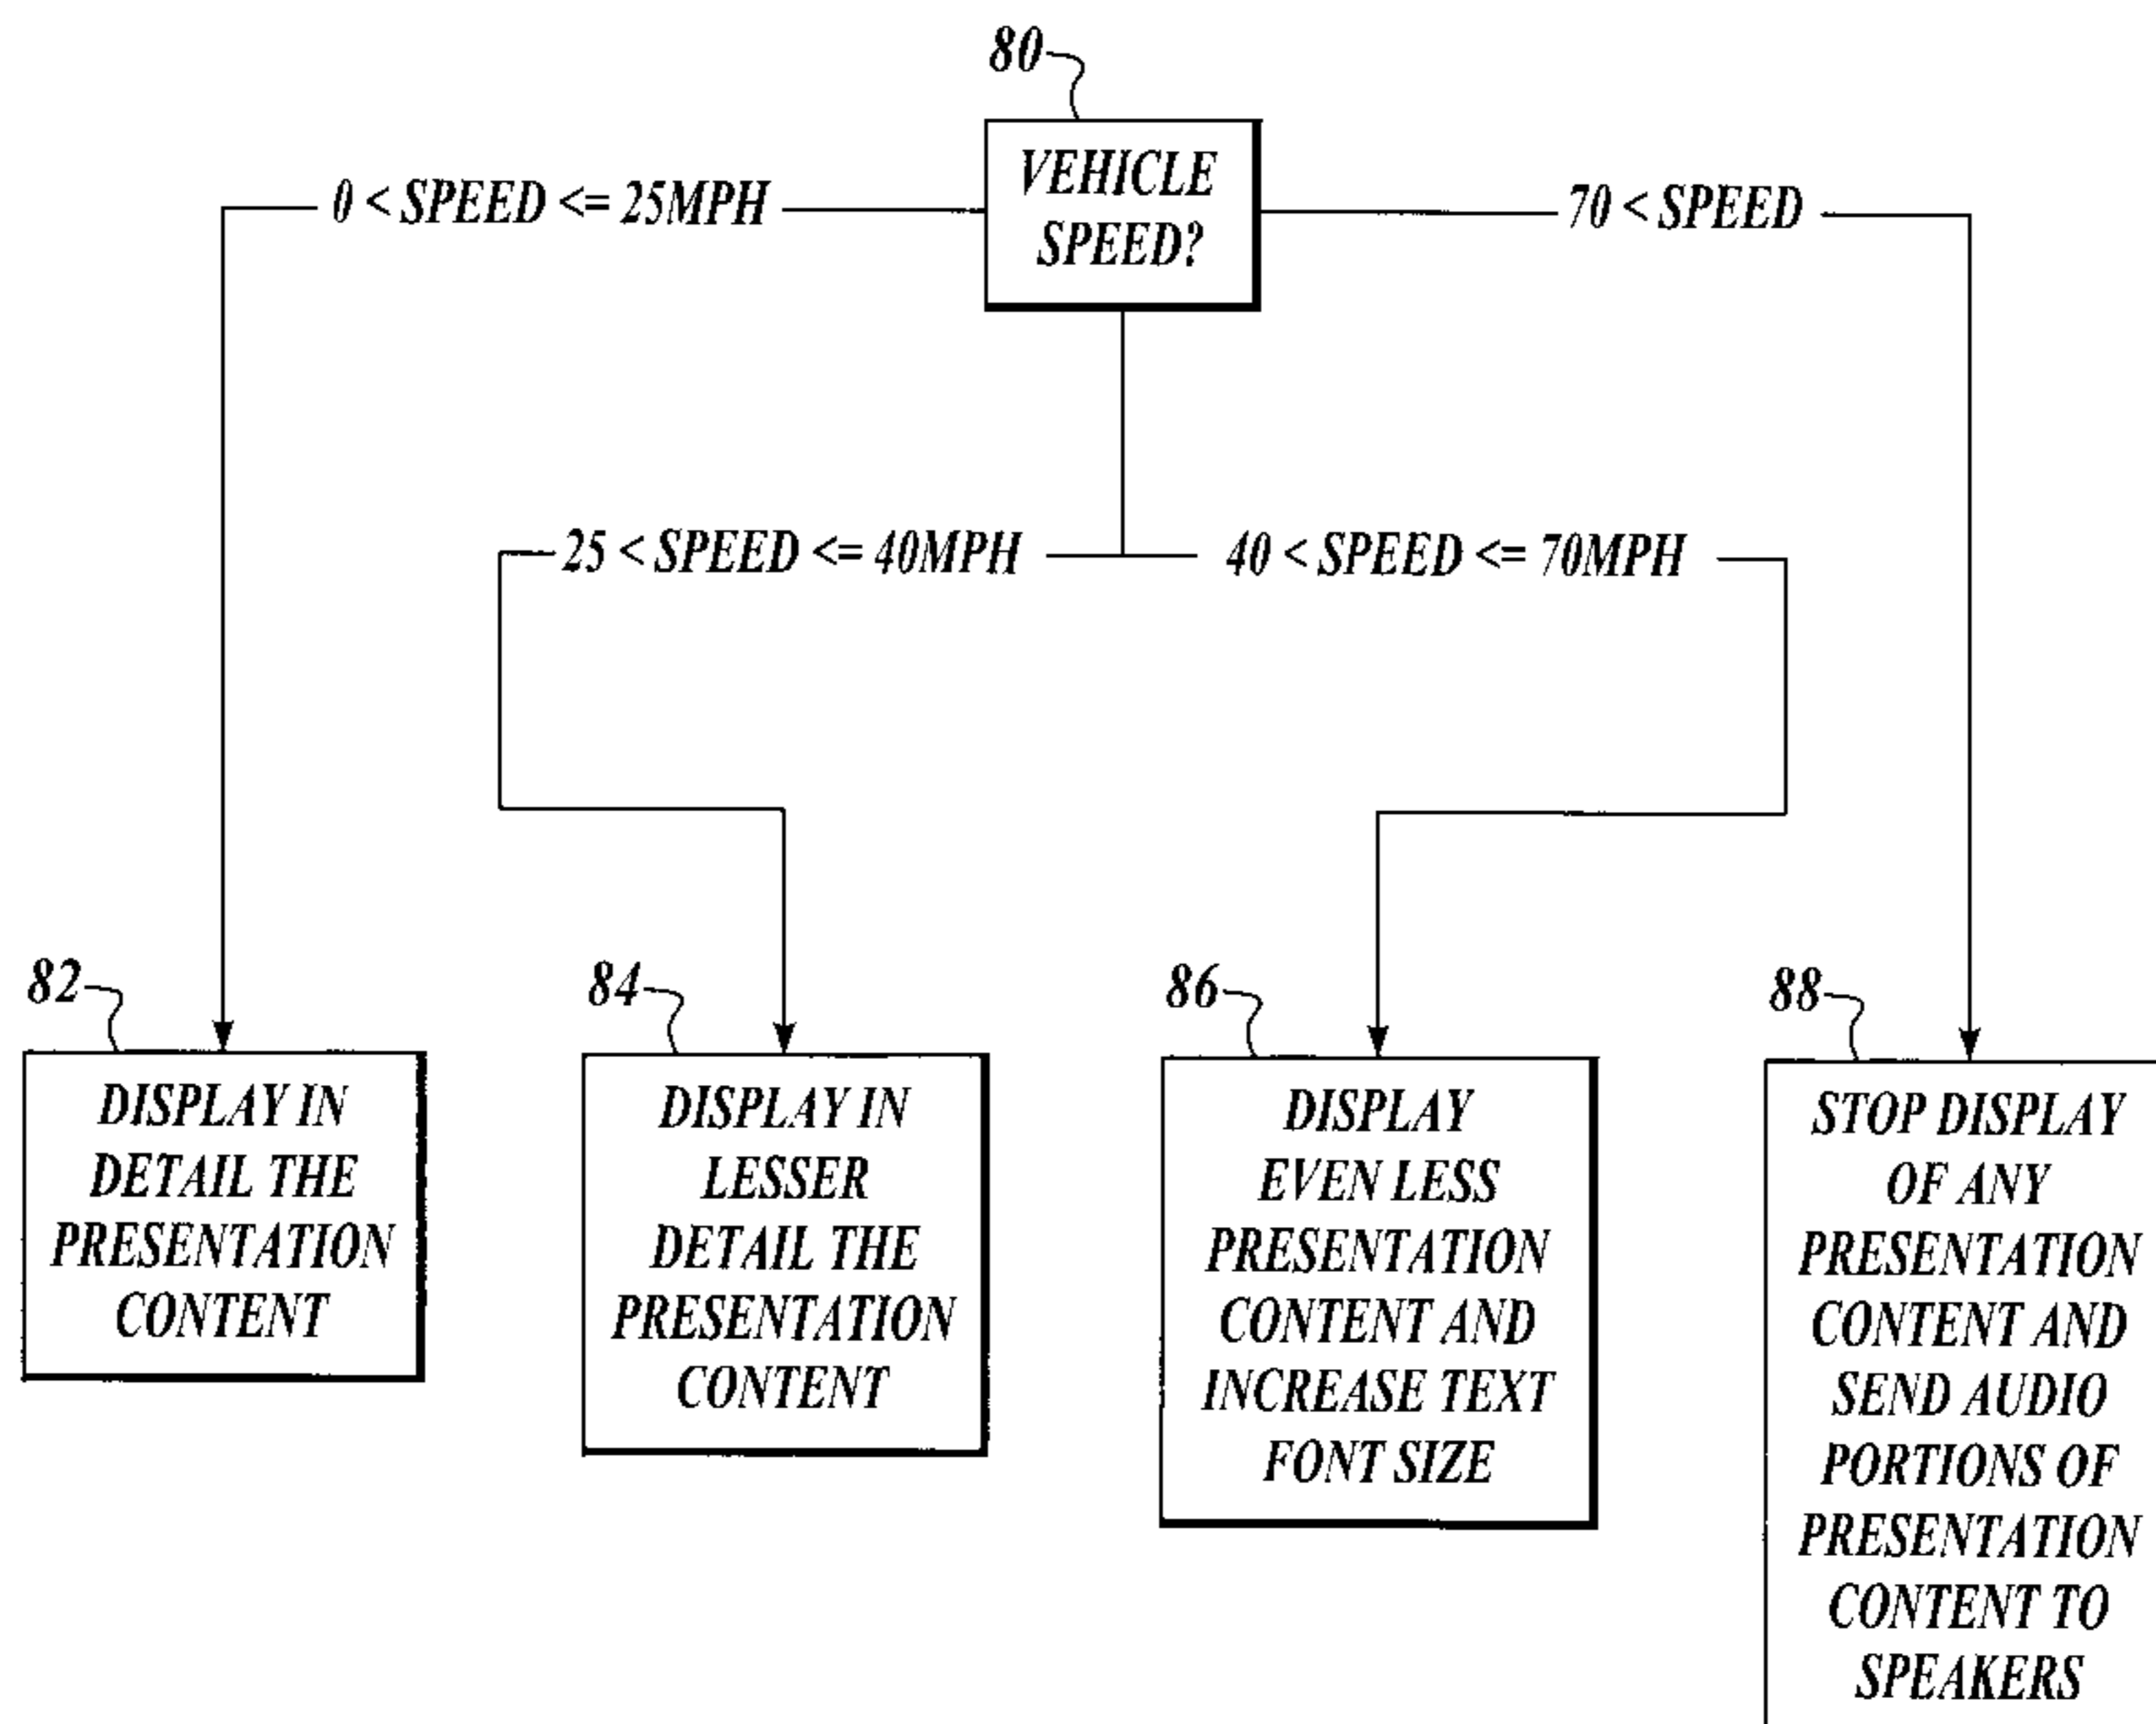 80
VEHICLE
SPEED?
0 < SPEED <= 25MPH
70 < SPEED
25 < SPEED <= 40MPH
40 < SPEED <= 70MPH
82
DISPLAY IN
DETAIL THE
PRESENTATION
CONTENT
84
DISPLAY IN
LESSER
DETAIL THE
PRESENTATION
CONTENT
86
DISPLAY
EVEN LESS
PRESENTATION
CONTENT AND
INCREASE TEXT
FONT SIZE
88
STOP DISPLAY
OF ANY
PRESENTATION
CONTENT AND
SEND AUDIO
PORTIONS OF
PRESENTATION
CONTENT TO
SPEAKERS